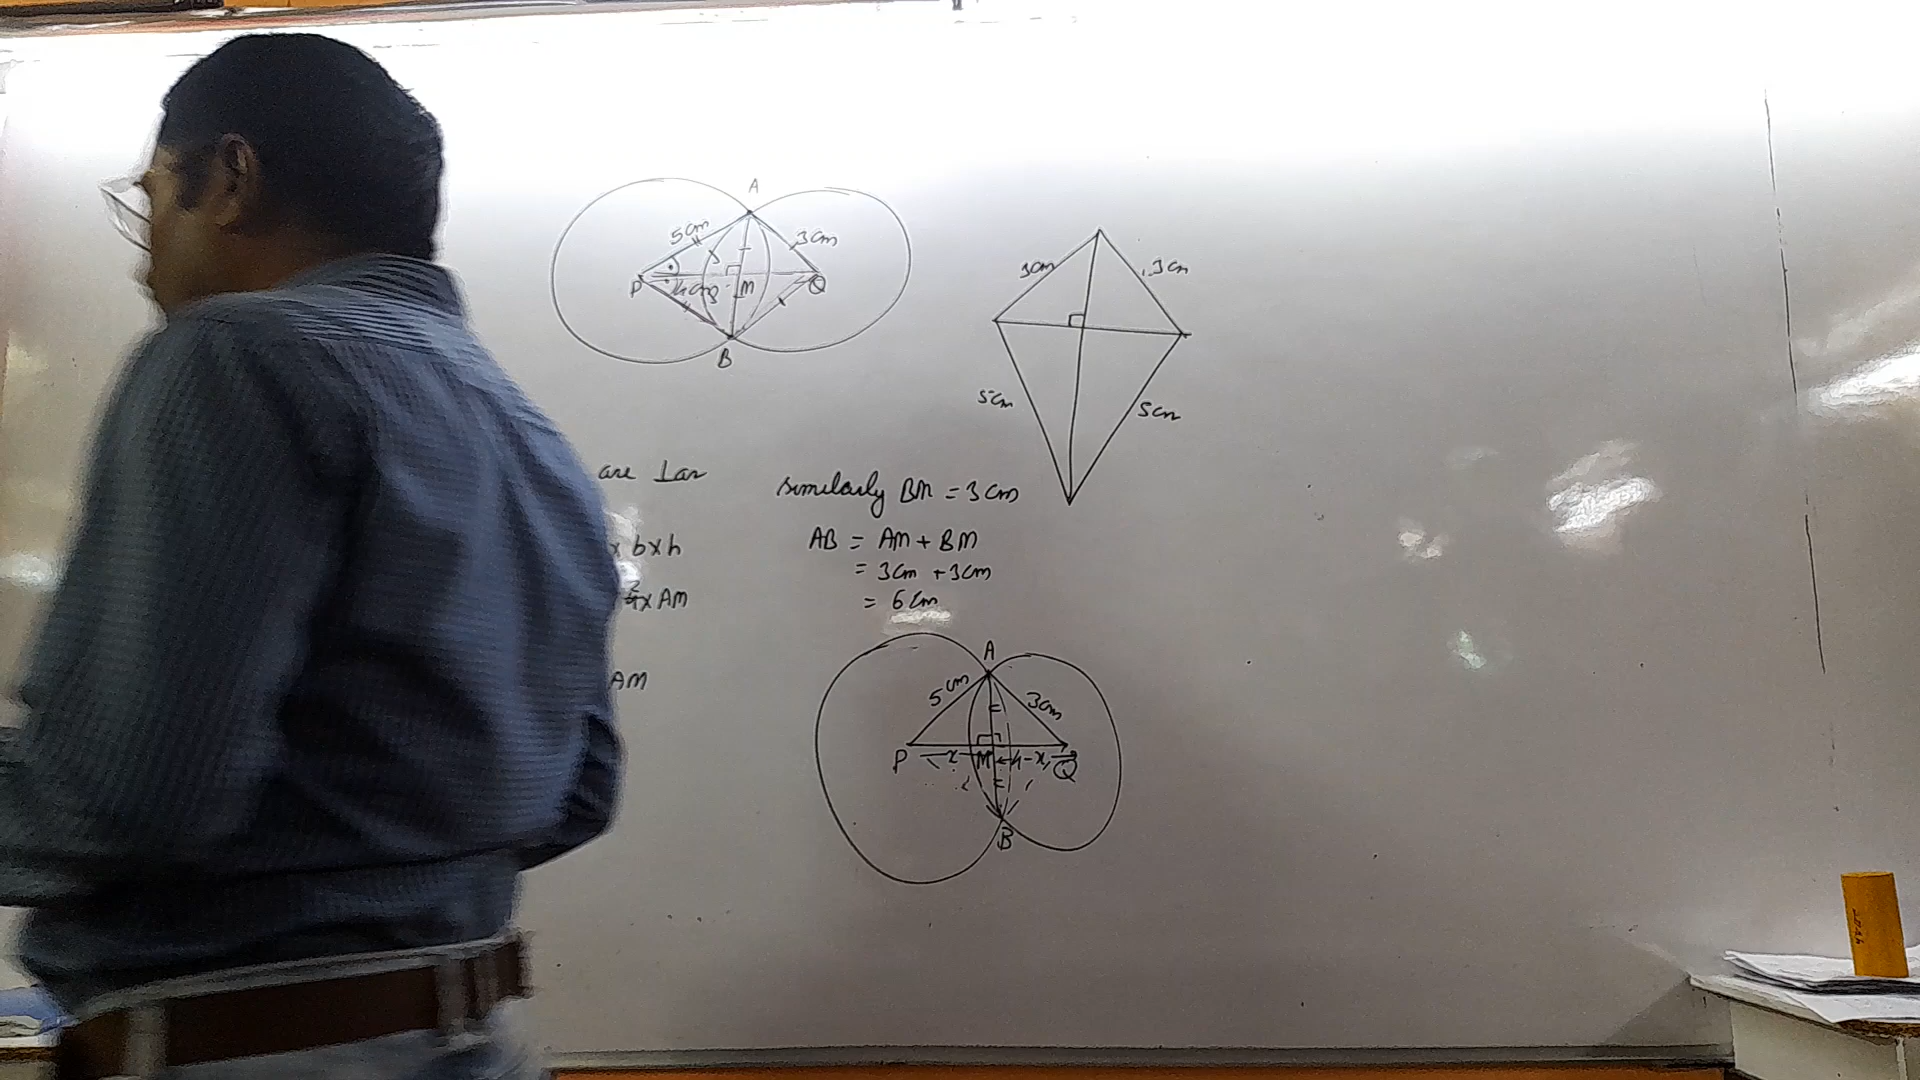 A
5cm
3cm
P
4cm
M
Q
B
3cm
3cm
5cm
5cm
are ⊥ar
x b x h
x AM
AM
similarly BM = 3cm
AB = AM + BM
= 3cm + 3cm
= 6cm
A
5cm
3cm
P
x
M
4-x
Q
B